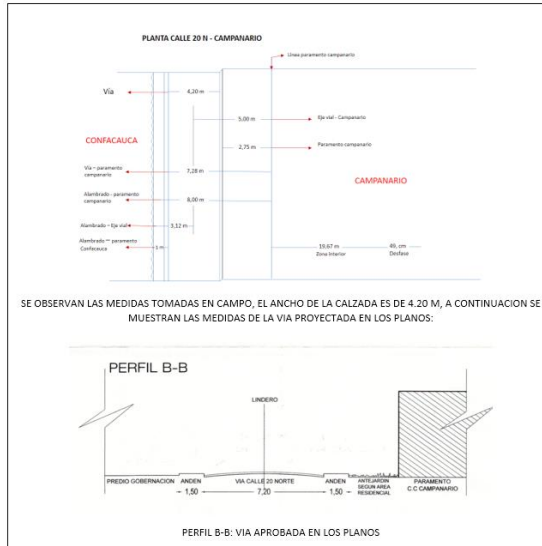 PLANTA CALLE 20 N - CAMPANARIO
Linea paramento campanario
Vía
4,20 m
5,00 m
Eje vial - Campanario
CONFACAUCA
2,75 m
Paramento campanario
Vía – paramento
campanario
7,28 m
CAMPANARIO
Alambrado - paramento
campanario
8,00 m
Alambrado – Eje vial
3,12 m
Alambrado – paramento
Confacauca
1 m
19,67 m
Zona Interior
49, cm
Desfase
SE OBSERVAN LAS MEDIDAS TOMADAS EN CAMPO, EL ANCHO DE LA CALZADA ES DE 4.20 M, A CONTINUACION SE
MUESTRAN LAS MEDIDAS DE LA VIA PROYECTADA EN LOS PLANOS:
PERFIL B-B
LINDERO
PREDIO GOBERNACION
ANDEN
1,50
VIA CALLE 20 NORTE
7,20
ANDEN
1,50
ANTEJARDIN
SEGUN AREA
RESIDENCIAL
PARAMENTO
C.C CAMPANARIO
PERFIL B-B: VIA APROBADA EN LOS PLANOS